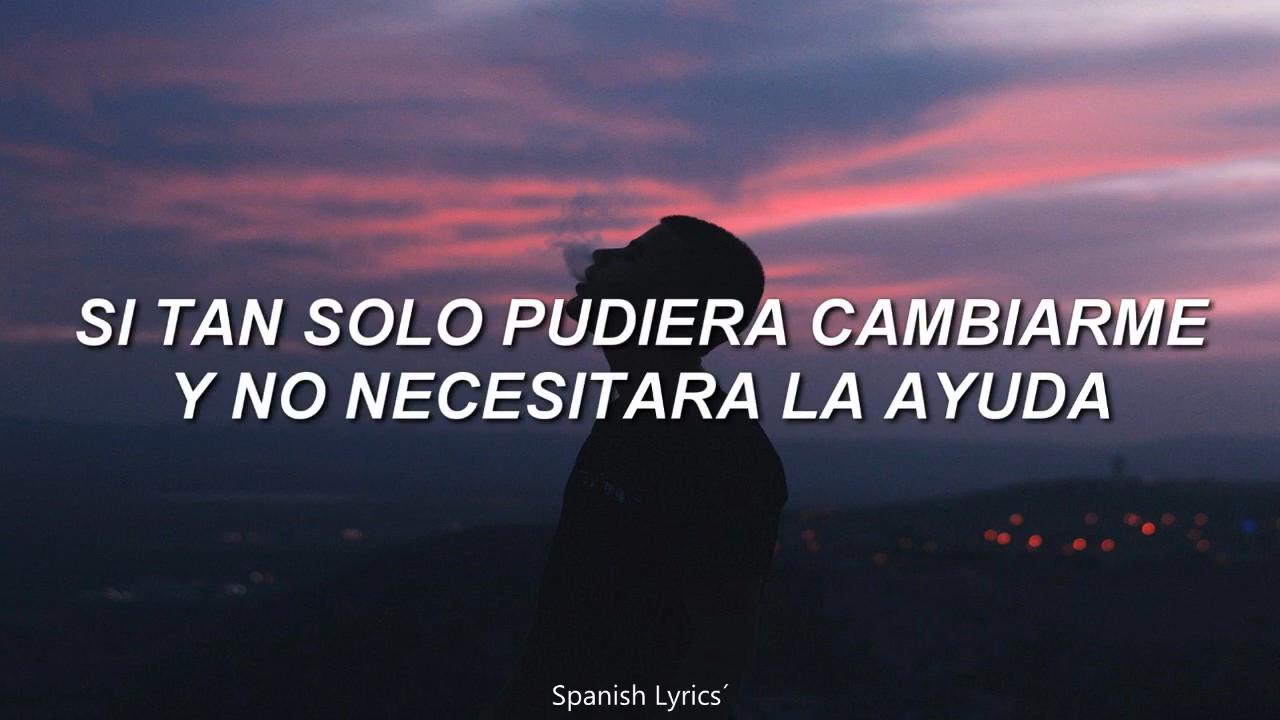 SI TAN SOLO PUDIERA CAMBIARME
Y NO NECESITARA LA AYUDA
Spanish Lyrics´